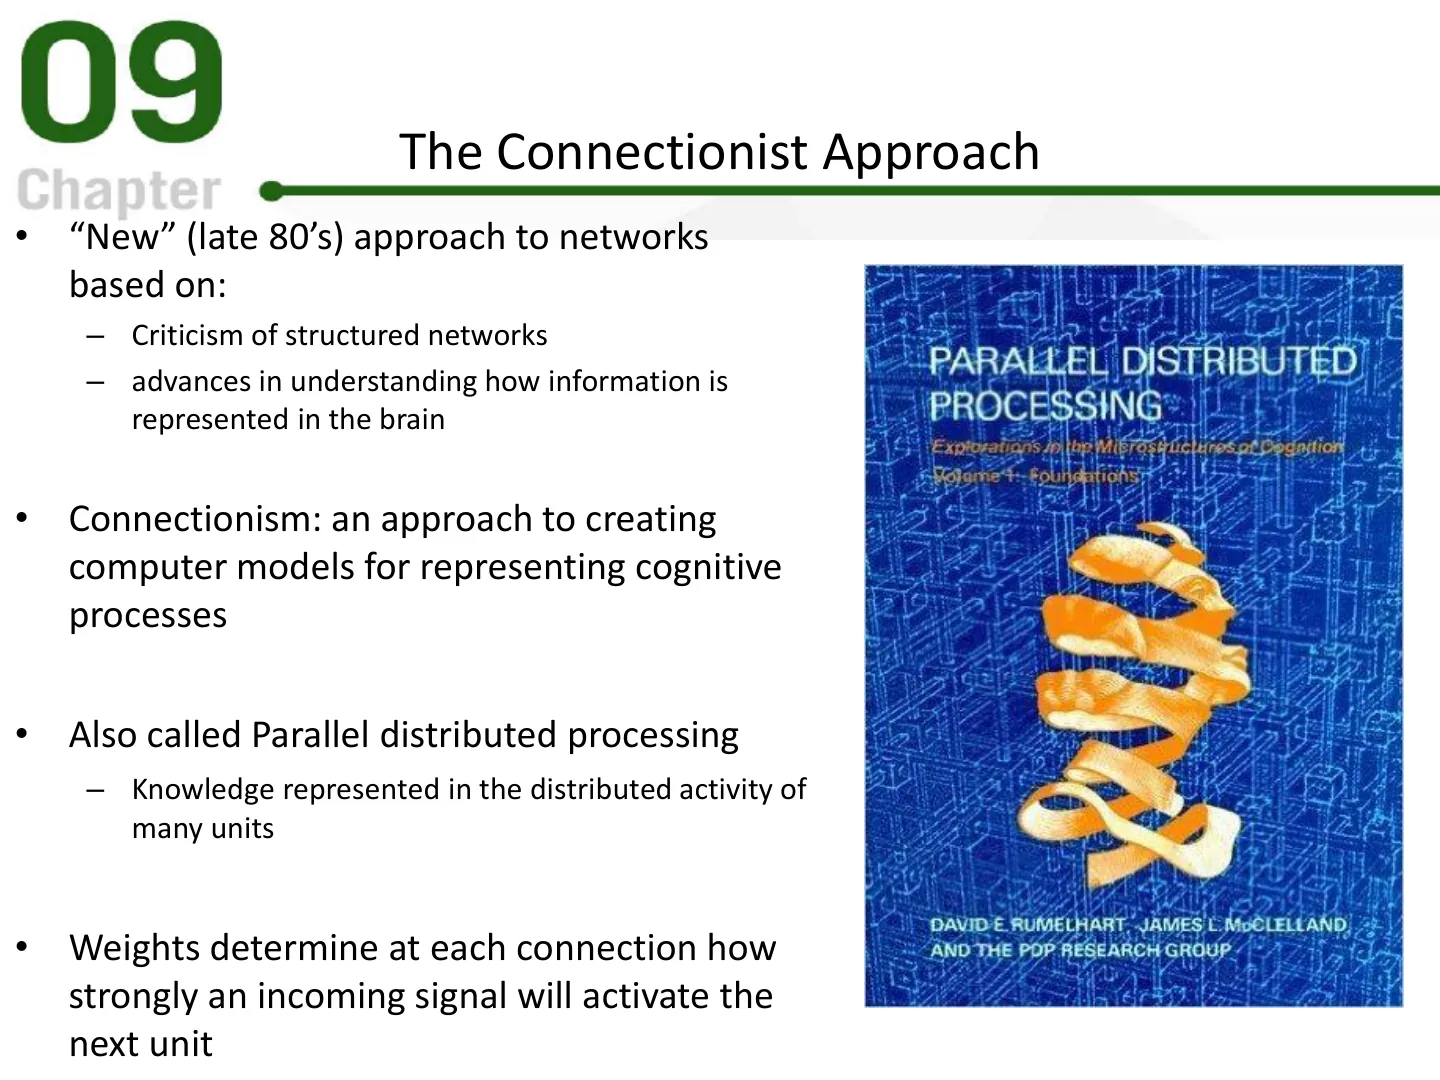 09
Chapter
The Connectionist Approach
• “New” (late 80’s) approach to networks
based on:
– Criticism of structured networks
– advances in understanding how information is
represented in the brain
• Connectionism: an approach to creating
computer models for representing cognitive
processes
• Also called Parallel distributed processing
– Knowledge represented in the distributed activity of
many units
• Weights determine at each connection how
strongly an incoming signal will activate the
next unit
PARALLEL DISTRIBUTED
PROCESSING
Explorations in the Microstructures of Cognition
Volume 1: Foundations
DAVID E. RUMELHART, JAMES L. McCLELLAND,
AND THE PDP RESEARCH GROUP